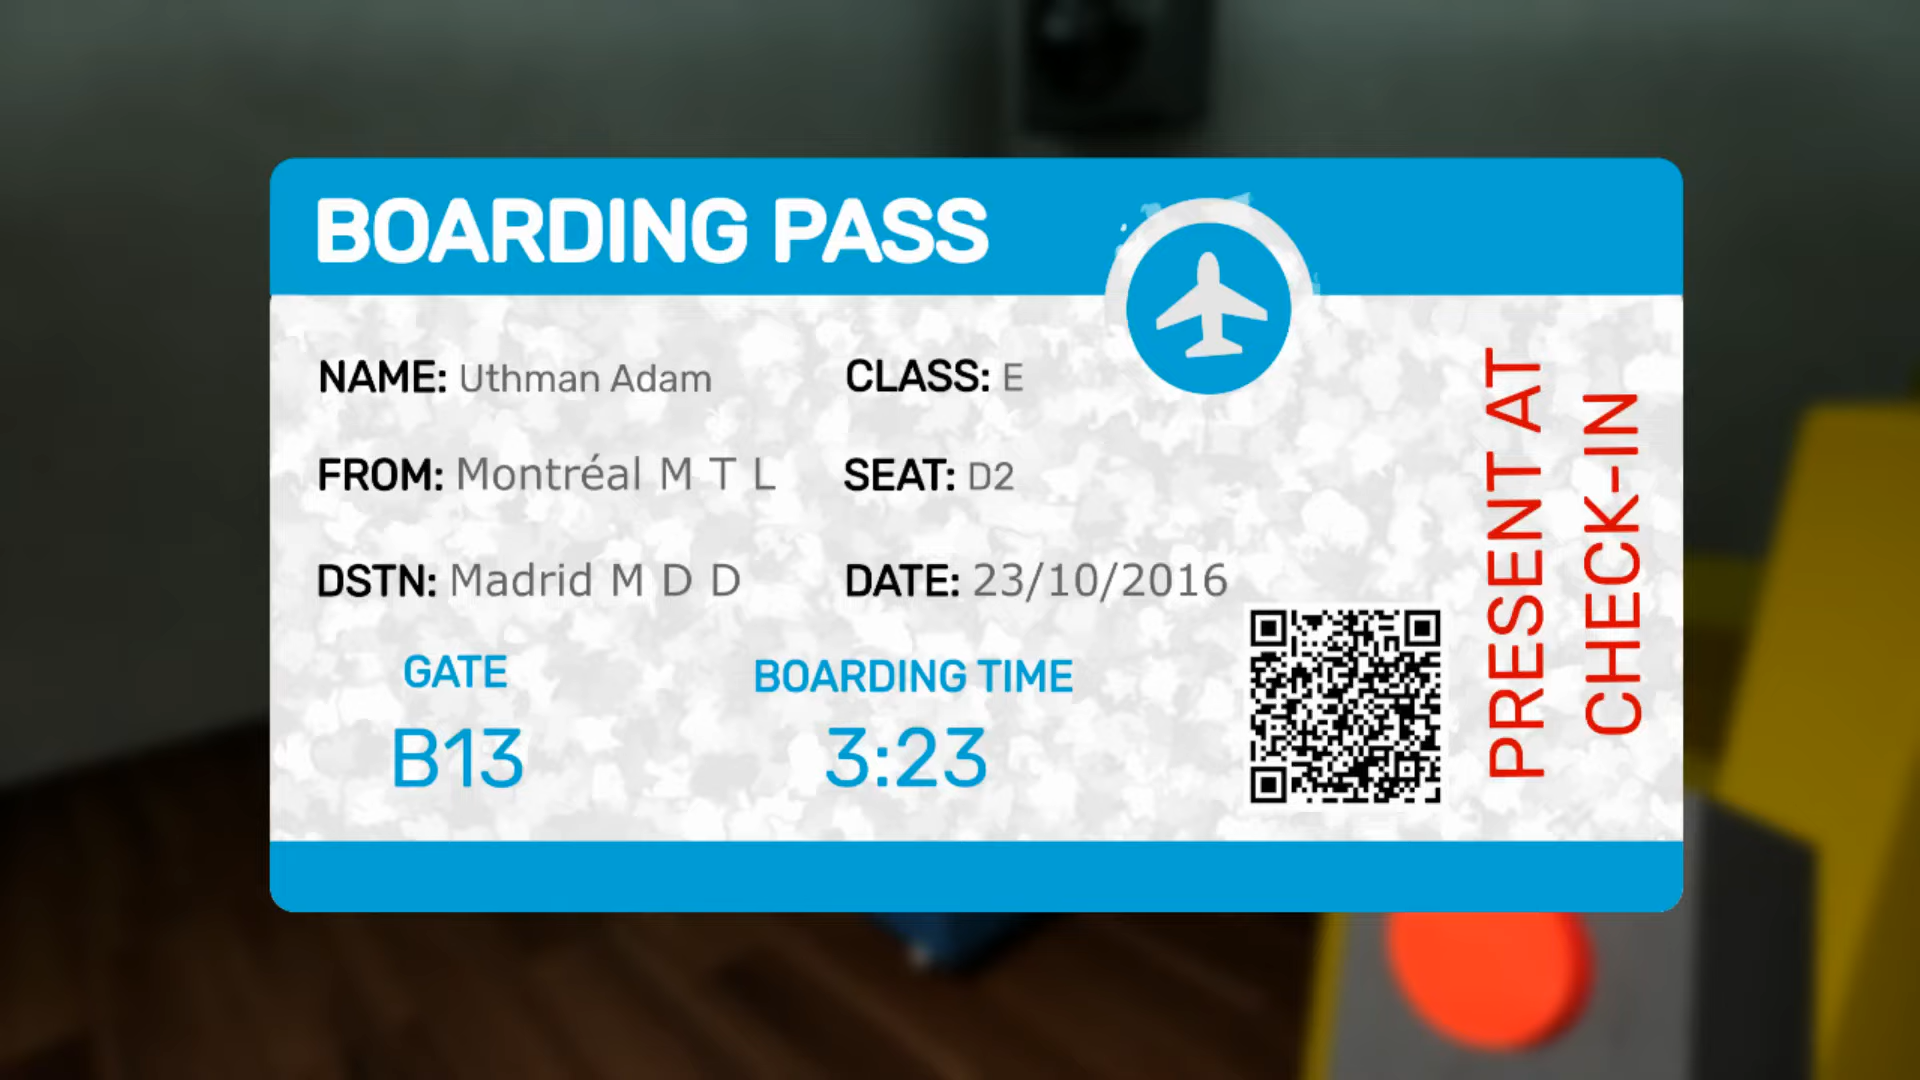 BOARDING PASS
NAME: Uthman Adam
CLASS: E
FROM: Montréal M T L
SEAT: D2
DSTN: Madrid M D D
DATE: 23/10/2016
GATE
B13
BOARDING TIME
3:23
PRESENT AT
CHECK-IN